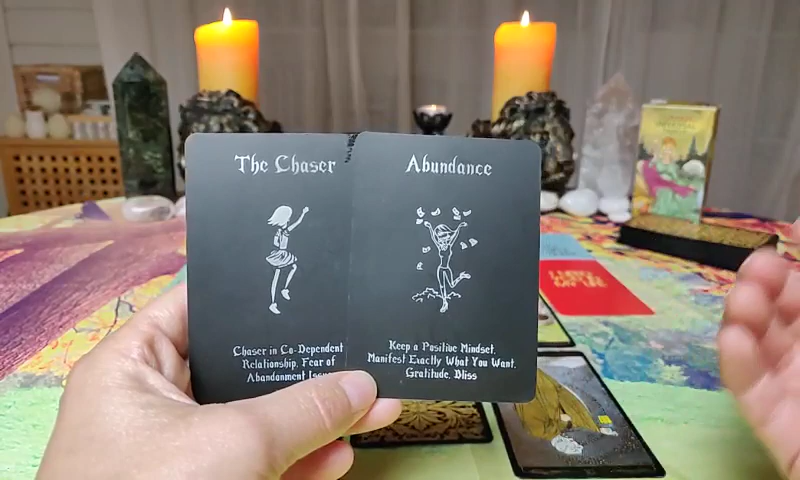 The Chaser
Chaser in Co-Dependent
Relationship, Fear of
Abandonment
Abundance
Keep a Positive Mindset.
Manifest Exactly What You Want.
Gratitude, Bliss